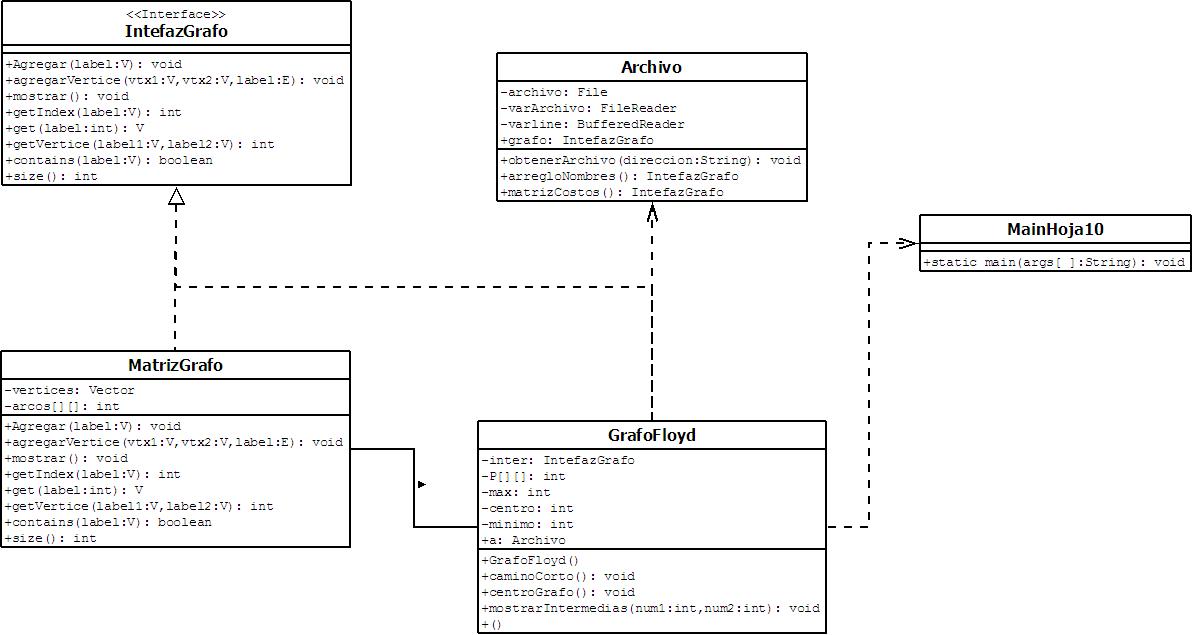 <<Interface>>
IntefazGrafo
+Agregar(label:V): void
+agregarVertice(vtx1:V,vtx2:V,label:E): void
+mostrar(): void
+getIndex(label:V): int
+get(label:int): V
+getVertice(label1:V,label2:V): int
+contains(label:V): boolean
+size(): int
Archivo
-archivo: File
-varArchivo: FileReader
-varline: BufferedReader
+grafo: IntefazGrafo
+obtenerArchivo(direccion:String): void
+arregloNombres(): IntefazGrafo
+matrizCostos(): IntefazGrafo
MainHoja10
+static main(args[ ]:String): void
MatrizGrafo
-vertices: Vector
-arcos[][]: int
+Agregar(label:V): void
+agregarVertice(vtx1:V,vtx2:V,label:E): void
+mostrar(): void
+getIndex(label:V): int
+get(label:int): V
+getVertice(label1:V,label2:V): int
+contains(label:V): boolean
+size(): int
GrafoFloyd
-inter: IntefazGrafo
-P[][]: int
-max: int
-centro: int
-minimo: int
+a: Archivo
+GrafoFloyd()
+caminoCorto(): void
+centroGrafo(): void
+mostrarIntermedias(num1:int,num2:int): void
+()